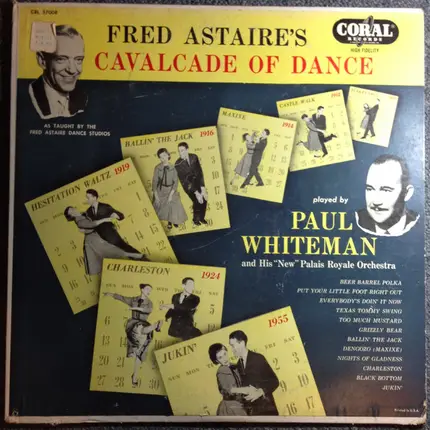 CRL 57008
CORAL
RECORDS
HIGH FIDELITY
FRED ASTAIRE'S
CAVALCADE OF DANCE
AS TAUGHT BY THE
FRED ASTAIRE DANCE STUDIOS
HESITATION WALTZ 1919
BALLIN' THE JACK 1916
MAXIXE 1914
CASTLE WALK
CHARLESTON
1924
JUKIN'
1955
played by
PAUL
WHITEMAN
and His "New" Palais Royale Orchestra
BEER BARREL POLKA
PUT YOUR LITTLE FOOT RIGHT OUT
EVERYBODY'S DOIN' IT NOW
TEXAS TOMMY SWING
TOO MUCH MUSTARD
GRIZZLY BEAR
BALLIN' THE JACK
DENGOZO (MAXIXE)
NIGHTS OF GLADNESS
CHARLESTON
BLACK BOTTOM
JUKIN'
Printed in U.S.A.